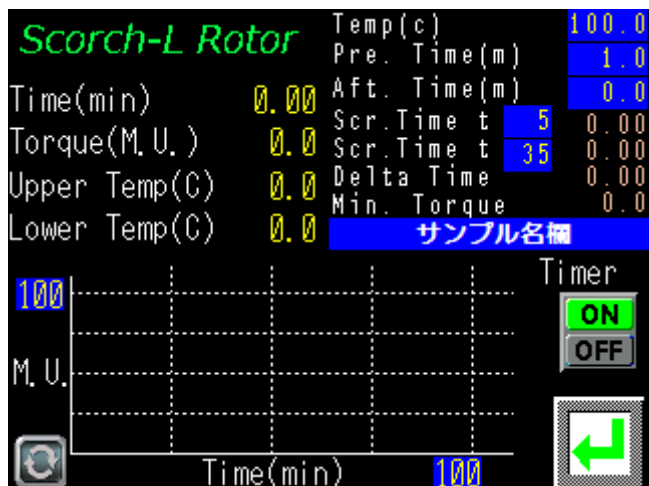 Scorch-L Rotor
Time(min) 0.00
Torque(M.U.) 0.0
Upper Temp(C) 0.0
Lower Temp(C) 0.0
Temp(c) 100.0
Pre. Time(m) 1.0
Aft. Time(m) 0.0
Scr.Time t 5 0.00
Scr.Time t 35 0.00
Delta Time 0.00
Min. Torque 0.0
サンプル名欄
100
M.U.
Time(min) 100
Timer
ON
OFF